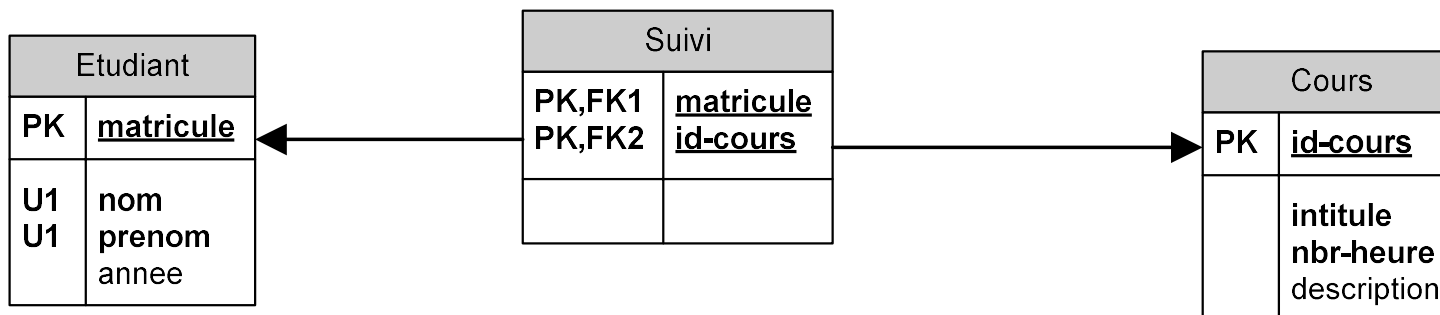 Etudiant
PK matricule
U1 nom
U1 prenom
annee
Suivi
PK,FK1 matricule
PK,FK2 id-cours
Cours
PK id-cours
intitule
nbr-heure
description